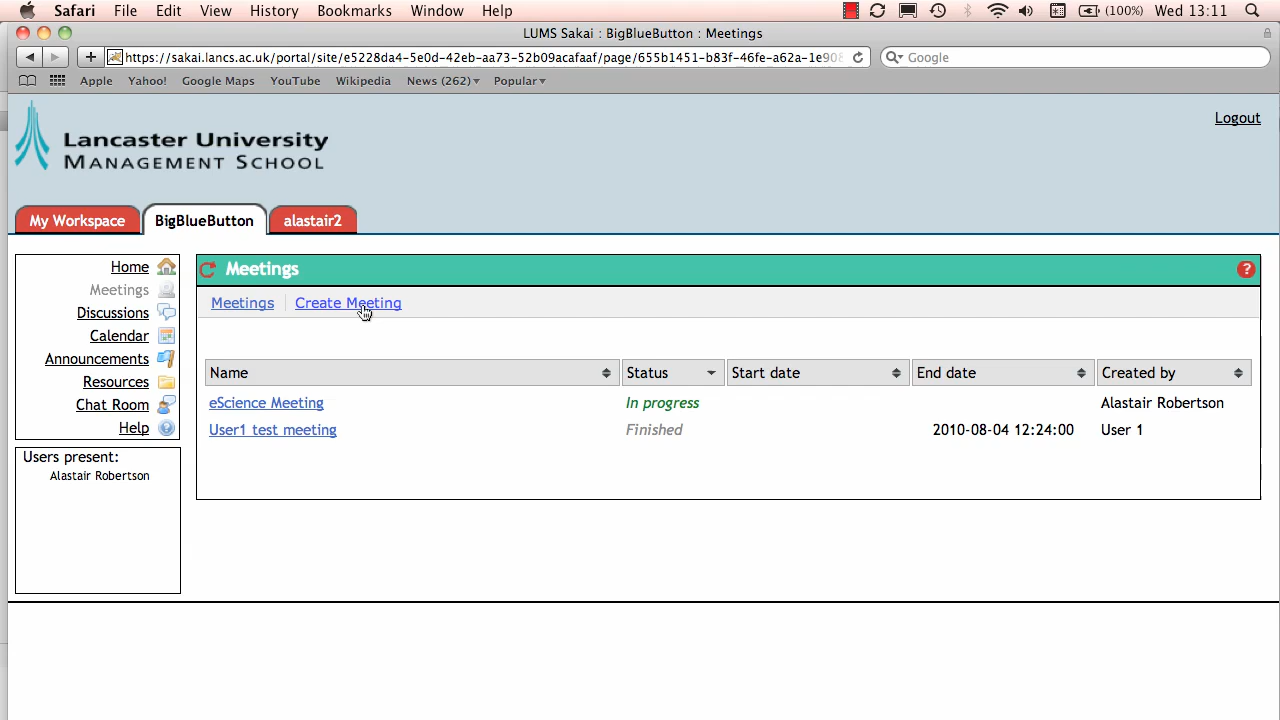 Safari File Edit View History Bookmarks Window Help (100%) Wed 13:11
LUMS Sakai : BigBlueButton : Meetings
https://sakai.lancs.ac.uk/portal/site/e5228da4-5e0d-42eb-aa73-52b09acafaaf/page/655b1451-b83f-46fe-a62a-1e908 Google
Apple Yahoo! Google Maps YouTube Wikipedia News (262) Popular
Logout
Lancaster University
MANAGEMENT SCHOOL
My Workspace BigBlueButton alastair2
Home
Meetings
Discussions
Calendar
Announcements
Resources
Chat Room
Help
Users present:
Alastair Robertson
Meetings ?
Meetings Create Meeting
Name Status Start date End date Created by
eScience Meeting In progress Alastair Robertson
User1 test meeting Finished 2010-08-04 12:24:00 User 1